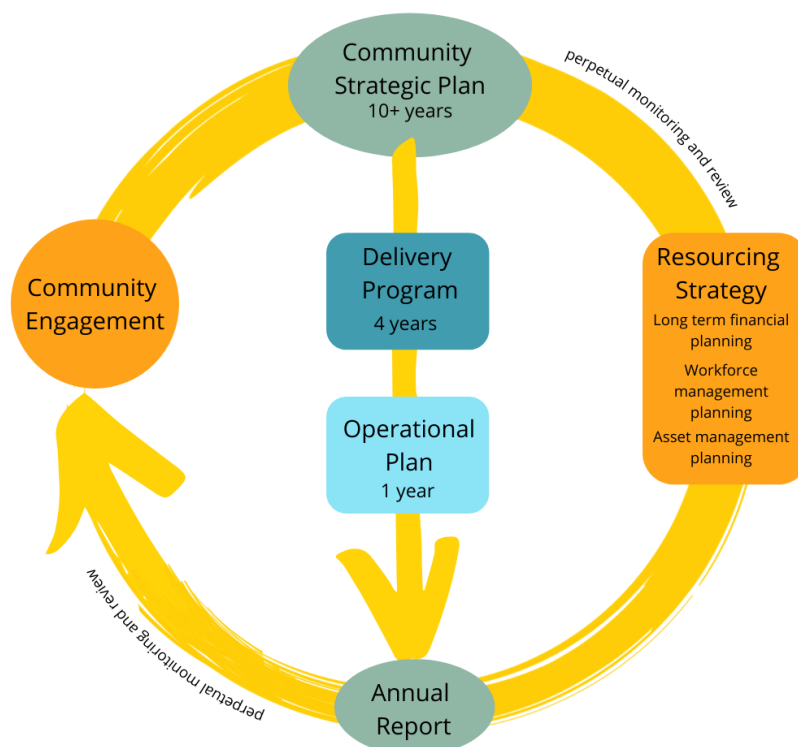 Community
Strategic Plan
10+ years
perpetual monitoring and review
Community
Engagement
Delivery
Program
4 years
Resourcing
Strategy
Long term financial
planning
Workforce
management
planning
Asset management
planning
Operational
Plan
1 year
perpetual monitoring and review
Annual
Report